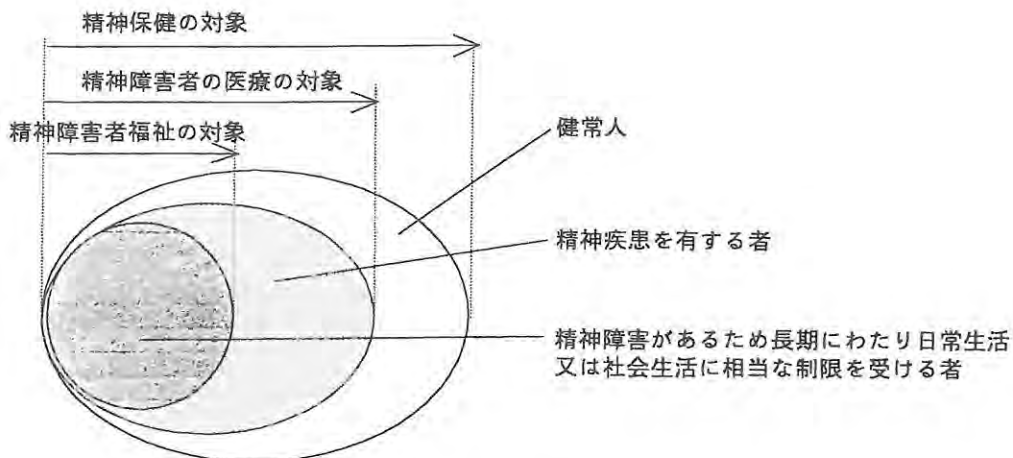 精神保健の対象
精神障害者の医療の対象
精神障害者福祉の対象
健常人
精神疾患を有する者
精神障害があるため長期にわたり日常生活
又は社会生活に相当な制限を受ける者